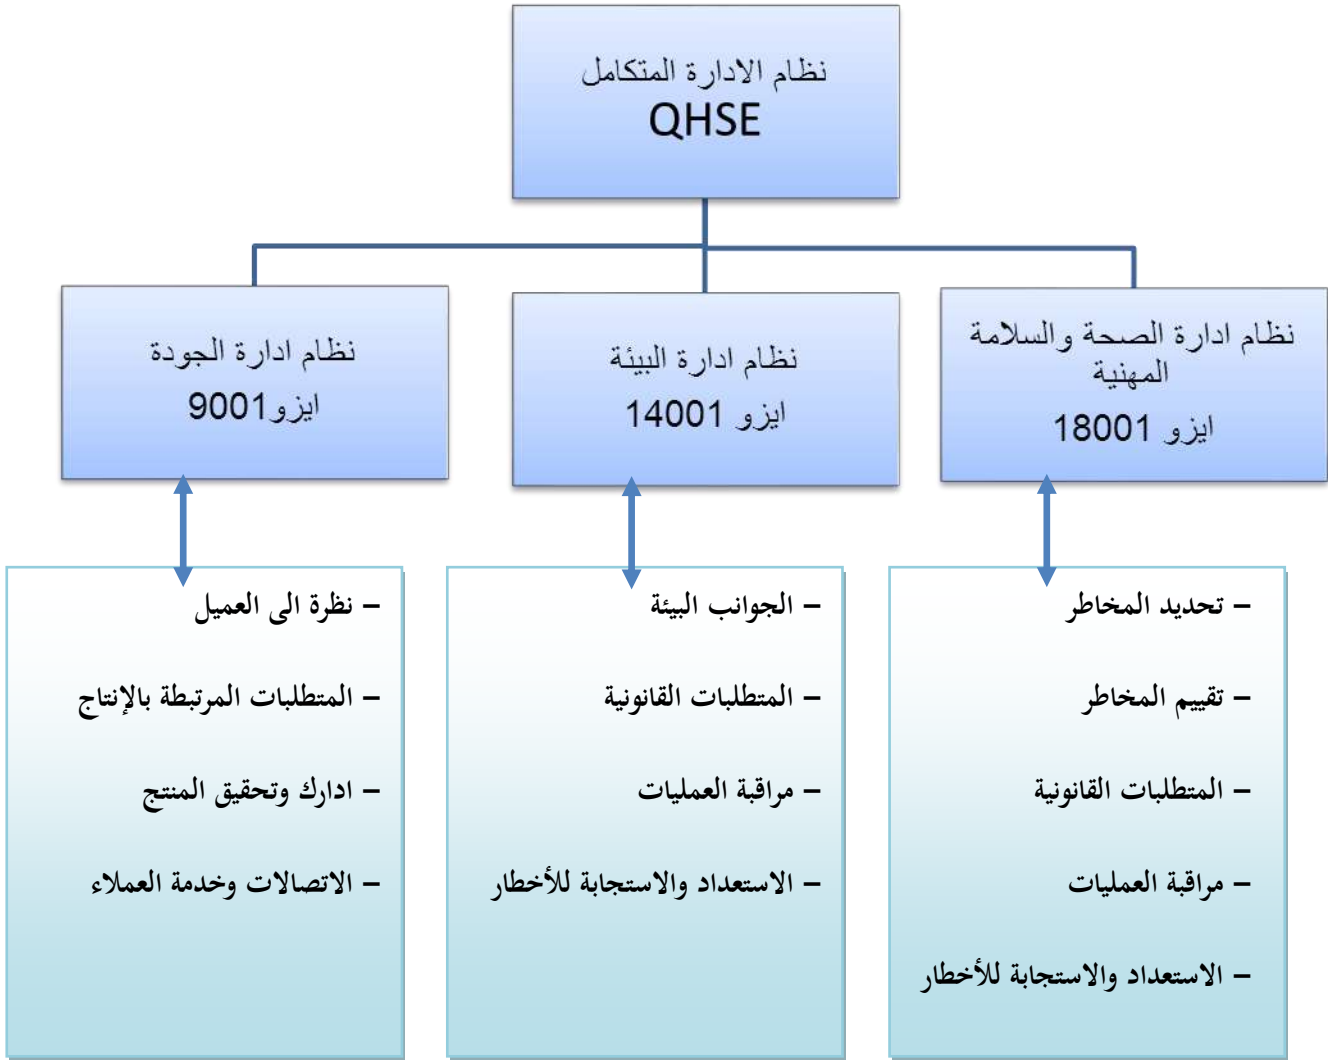 نظام الادارة المتكامل
QHSE
نظام ادارة الصحة والسلامة
المهنية
ايزو 18001
نظام ادارة البيئة
ايزو 14001
نظام ادارة الجودة
ايزو9001
– تحديد المخاطر
– تقييم المخاطر
– المتطلبات القانونية
– مراقبة العمليات
– الاستعداد والاستجابة للأخطار
– الجوانب البيئة
– المتطلبات القانونية
– مراقبة العمليات
– الاستعداد والاستجابة للأخطار
– نظرة الى العميل
– المتطلبات المرتبطة بالإنتاج
– ادارك وتحقيق المنتج
– الاتصالات وخدمة العملاء